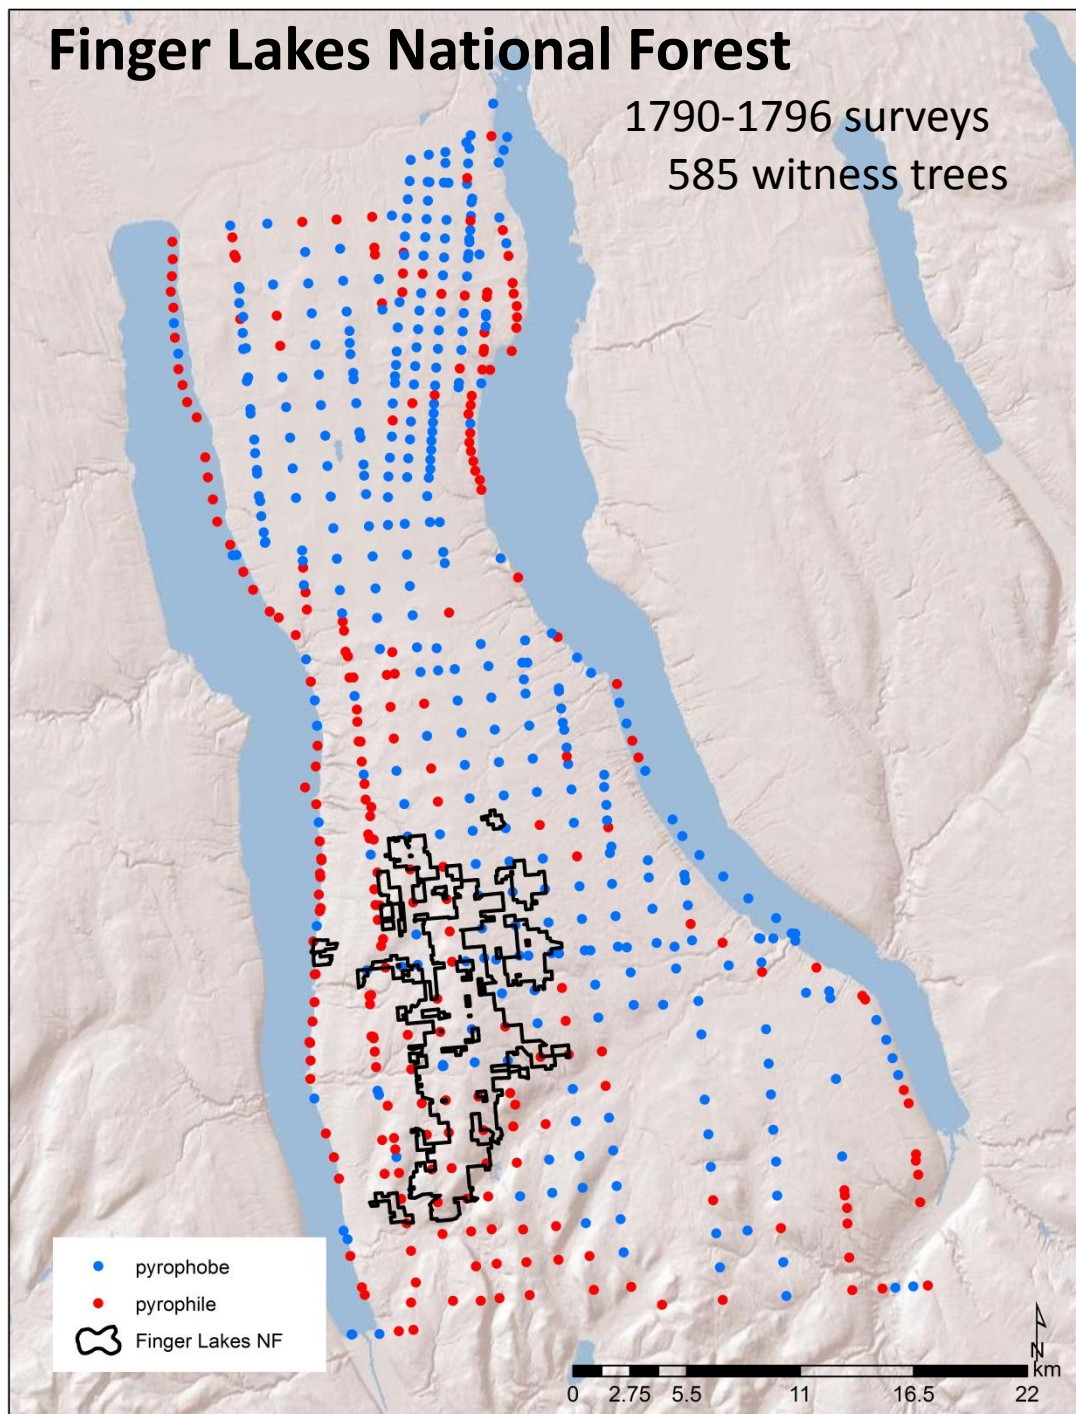 Finger Lakes National Forest
1790-1796 surveys
585 witness trees
pyrophobe
pyrophile
Finger Lakes NF
N
km
0 2.75 5.5 11 16.5 22